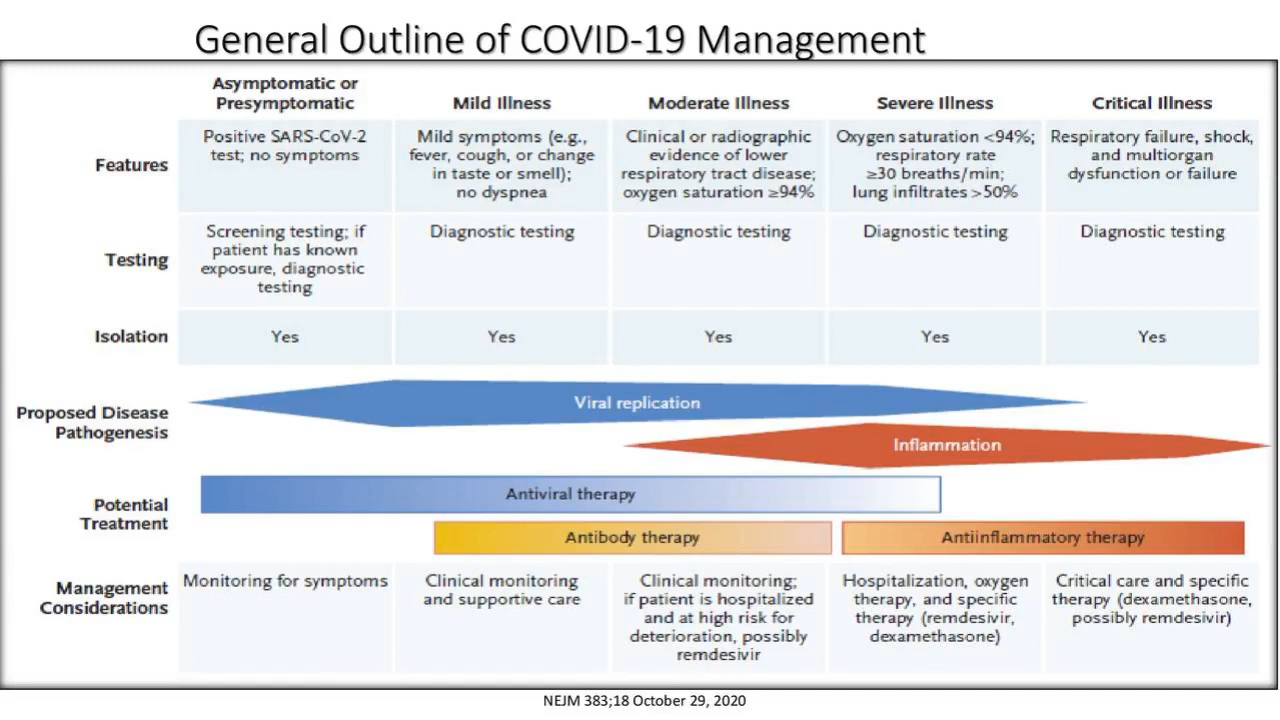 General Outline of COVID-19 Management
Asymptomatic or
Presymptomatic
Mild Illness
Moderate Illness
Severe Illness
Critical Illness
Features
Positive SARS-CoV-2
test; no symptoms
Mild symptoms (e.g.,
fever, cough, or change
in taste or smell);
no dyspnea
Clinical or radiographic
evidence of lower
respiratory tract disease;
oxygen saturation ≥94%
Oxygen saturation <94%;
respiratory rate
≥30 breaths/min;
lung infiltrates >50%
Respiratory failure, shock,
and multiorgan
dysfunction or failure
Testing
Screening testing; if
patient has known
exposure, diagnostic
testing
Diagnostic testing
Diagnostic testing
Diagnostic testing
Diagnostic testing
Isolation
Yes
Yes
Yes
Yes
Yes
Proposed Disease
Pathogenesis
Viral replication
Inflammation
Potential
Treatment
Antiviral therapy
Antibody therapy
Antiinflammatory therapy
Management
Considerations
Monitoring for symptoms
Clinical monitoring
and supportive care
Clinical monitoring;
if patient is hospitalized
and at high risk for
deterioration, possibly
remdesivir
Hospitalization, oxygen
therapy, and specific
therapy (remdesivir,
dexamethasone)
Critical care and specific
therapy (dexamethasone,
possibly remdesivir)
NEJM 383;18 October 29, 2020